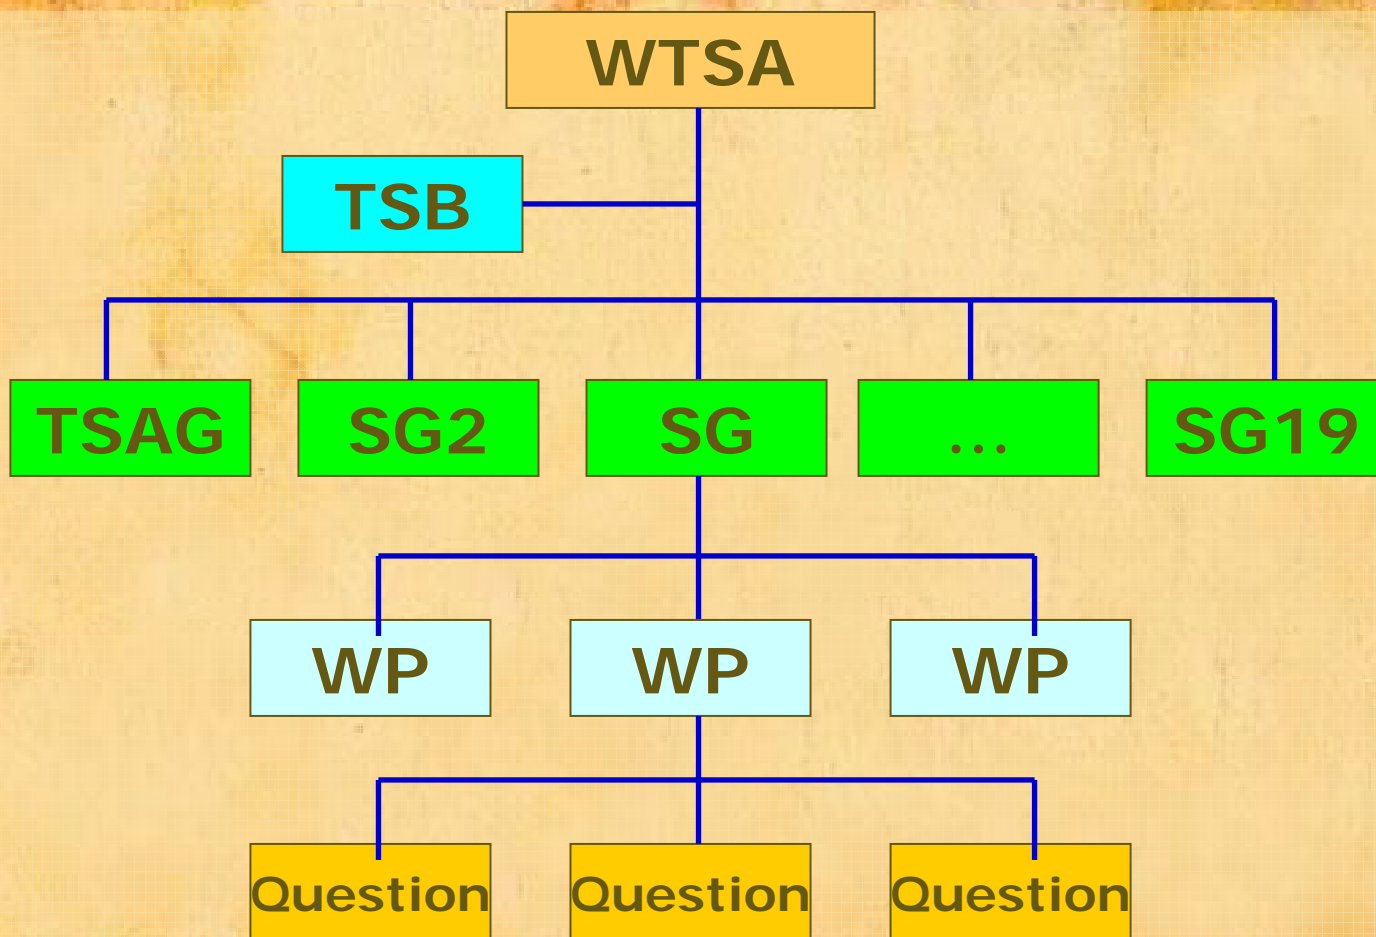 WTSA
TSB
TSAG
SG2
SG
...
SG19
WP
WP
WP
Question
Question
Question